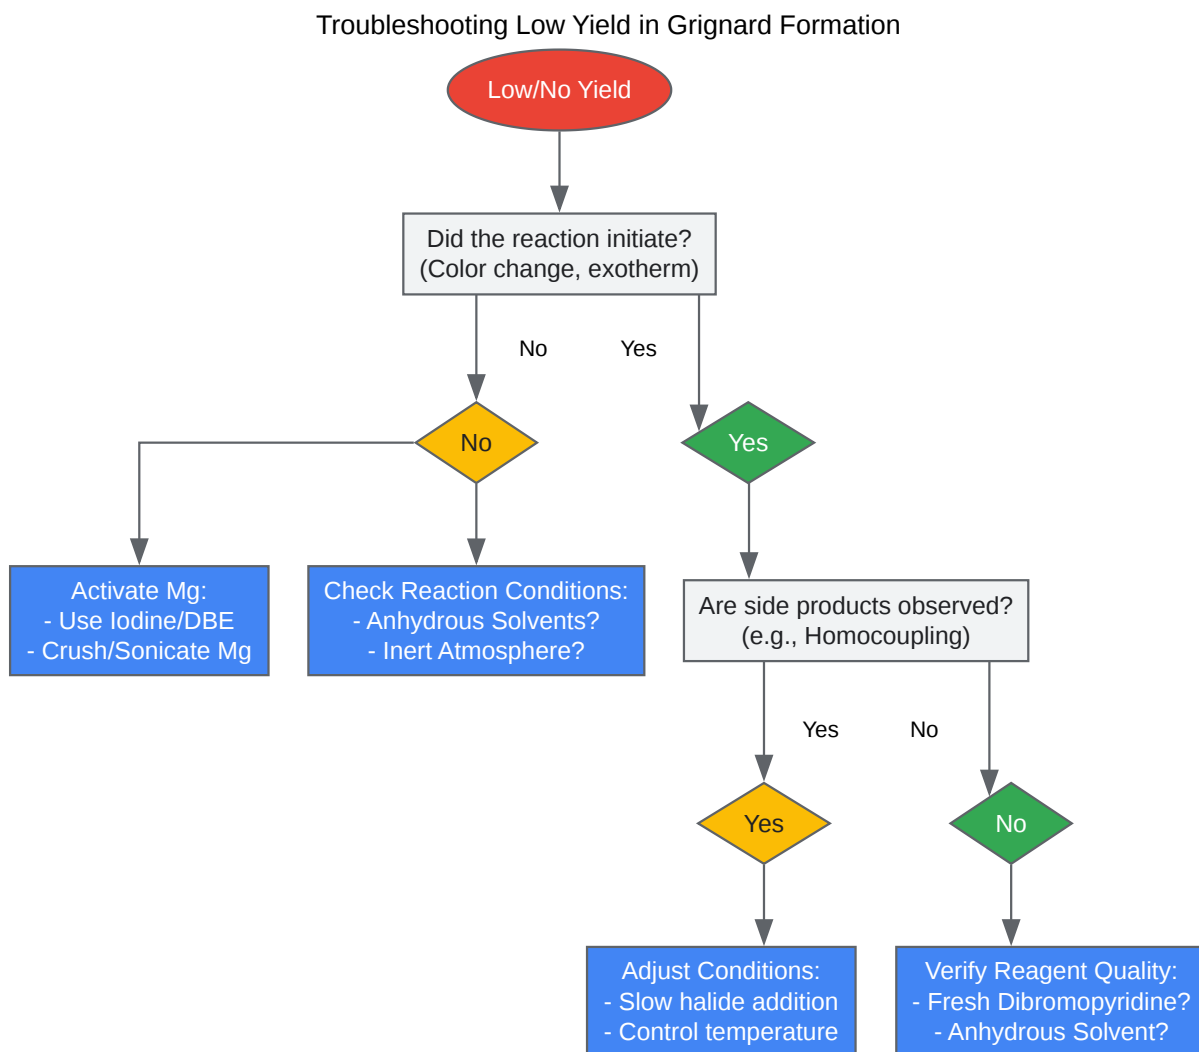 Troubleshooting Low Yield in Grignard Formation
Low/No Yield
Did the reaction initiate?
(Color change, exotherm)
No
Yes
No
Yes
Activate Mg:
- Use Iodine/DBE
- Crush/Sonicate Mg
Check Reaction Conditions:
- Anhydrous Solvents?
- Inert Atmosphere?
Are side products observed?
(e.g., Homocoupling)
Yes
No
Yes
No
Adjust Conditions:
- Slow halide addition
- Control temperature
Verify Reagent Quality:
- Fresh Dibromopyridine?
- Anhydrous Solvent?